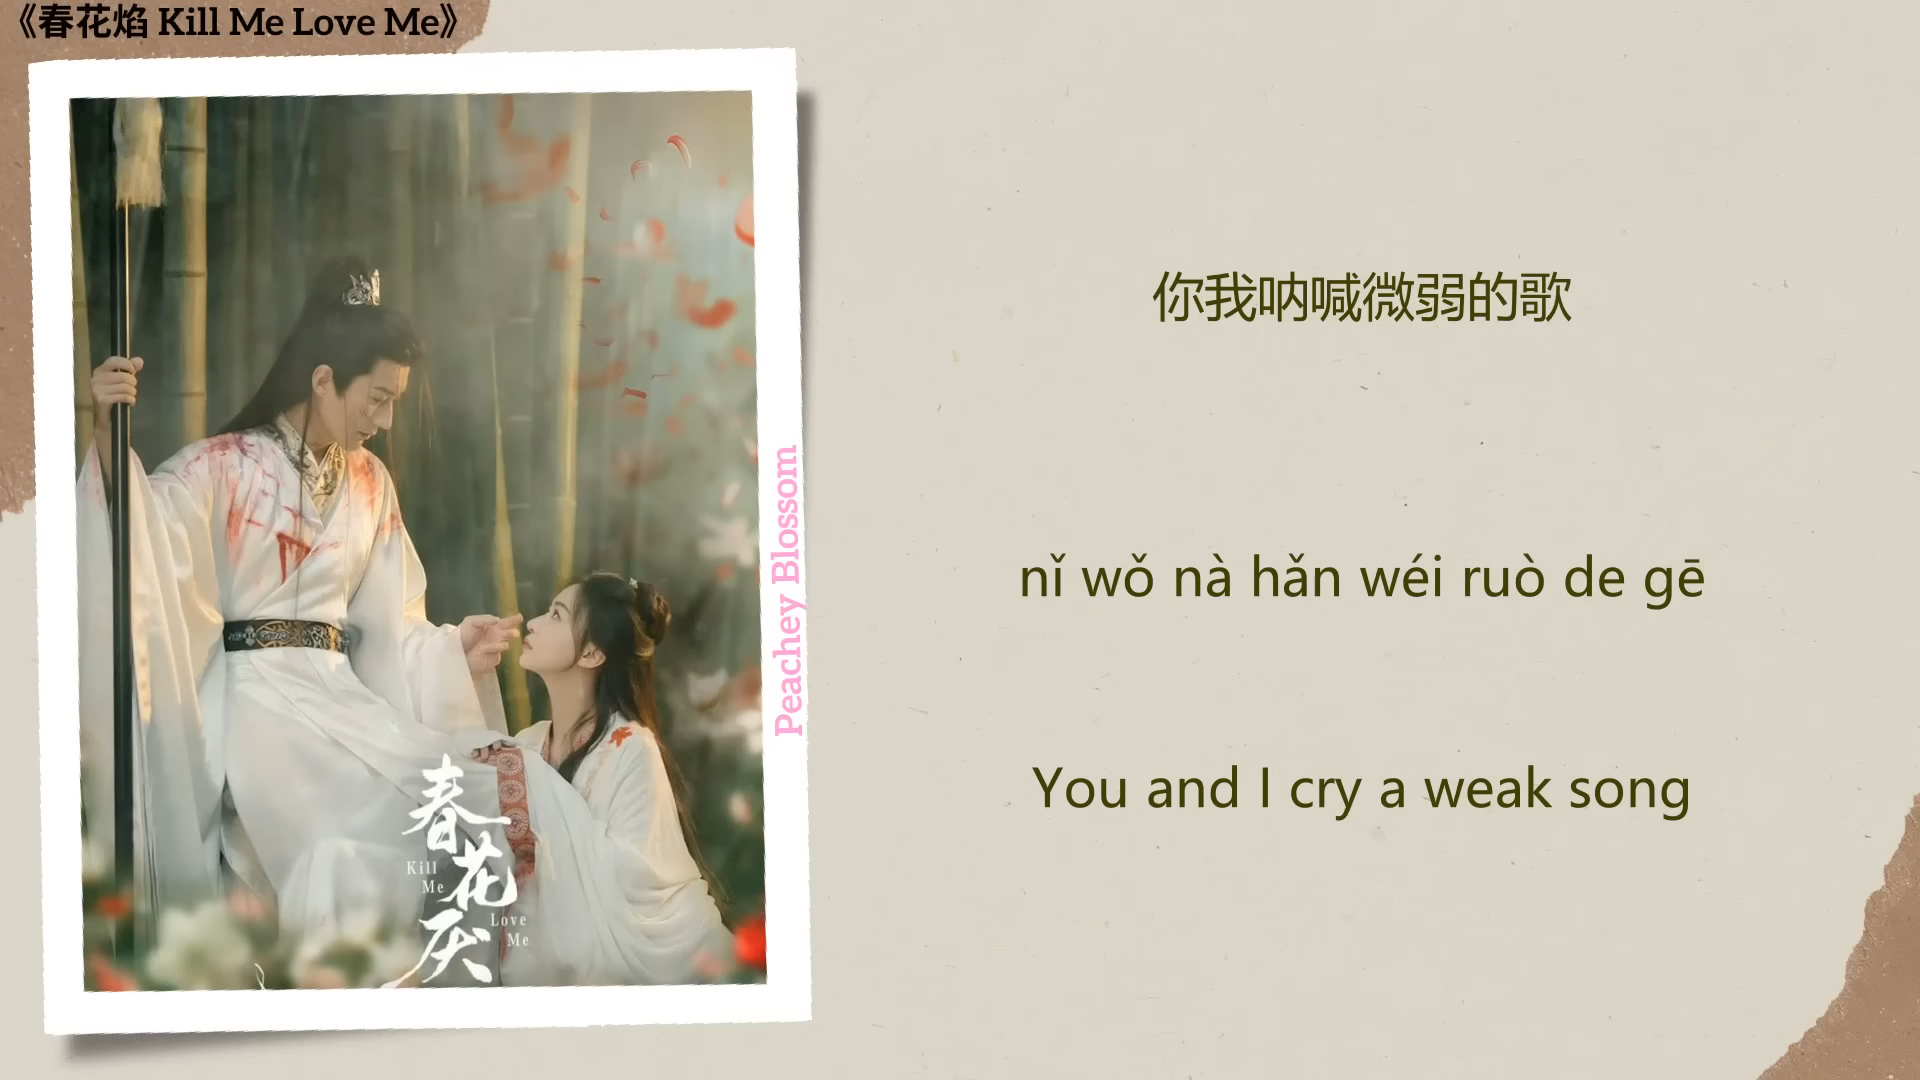 《春花焰 Kill Me Love Me》
你我呐喊微弱的歌
nǐ wǒ nà hǎn wéi ruò de gē
You and I cry a weak song
Peachey Blossom
春
花
厌
Kill
Me
Love
Me